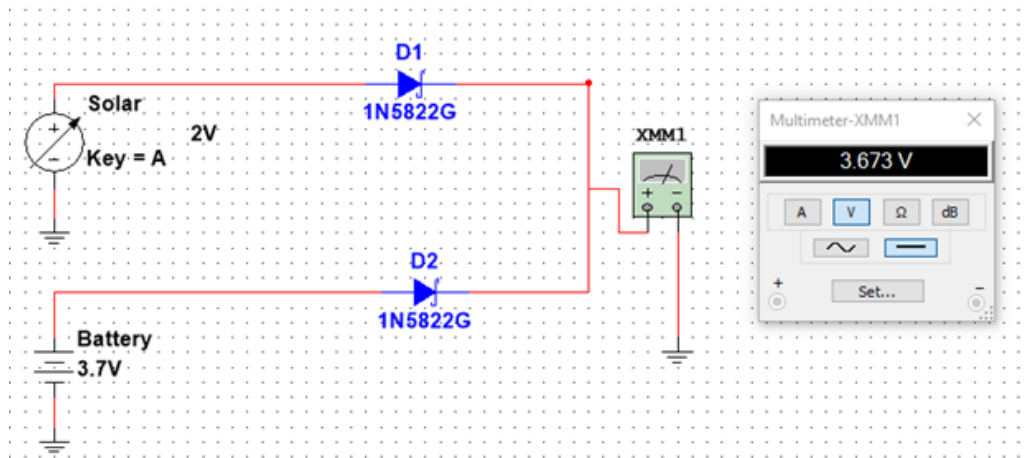 D1
1N5822G
Solar
2V
Key = A
+
XMM1
+ −
D2
1N5822G
Battery
3.7V
Multimeter-XMM1
3.673 V
A V Ω dB
+ Set... −